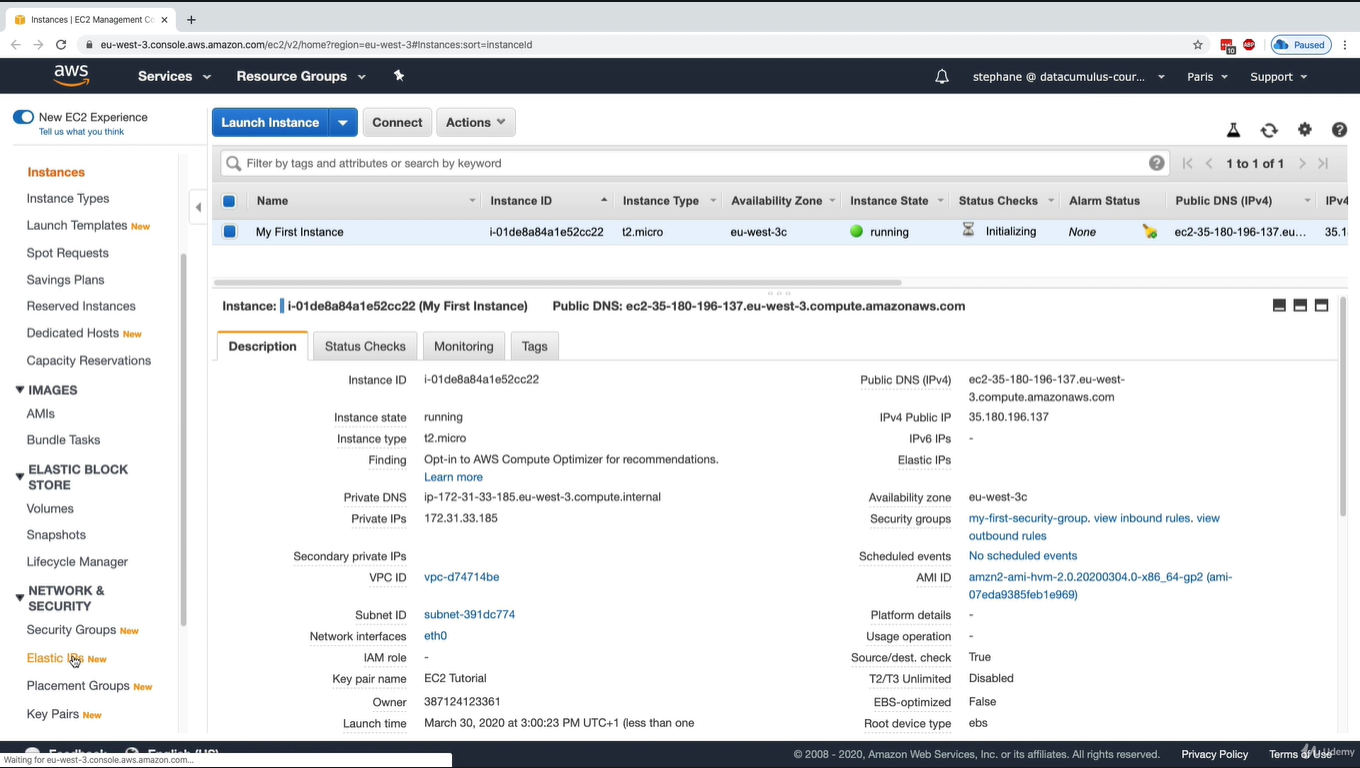 Instances | EC2 Management Co
eu-west-3.console.aws.amazon.com/ec2/v2/home?region=eu-west-3#Instances:sort=instanceId
10
ABP
Paused
aws
Services
Resource Groups
stephane @ datacumulus-cour...
Paris
Support
New EC2 Experience
Tell us what you think
Instances
Instance Types
Launch Templates New
Spot Requests
Savings Plans
Reserved Instances
Dedicated Hosts New
Capacity Reservations
IMAGES
AMIs
Bundle Tasks
ELASTIC BLOCK
STORE
Volumes
Snapshots
Lifecycle Manager
NETWORK &
SECURITY
Security Groups New
Elastic IPs New
Placement Groups New
Key Pairs New
Launch Instance
Connect
Actions
Filter by tags and attributes or search by keyword
1 to 1 of 1
Name Instance ID Instance Type Availability Zone Instance State Status Checks Alarm Status Public DNS (IPv4) IPv4
My First Instance i-01de8a84a1e52cc22 t2.micro eu-west-3c running Initializing None ec2-35-180-196-137.eu... 35.1
Instance: i-01de8a84a1e52cc22 (My First Instance) Public DNS: ec2-35-180-196-137.eu-west-3.compute.amazonaws.com
Description Status Checks Monitoring Tags
Instance ID i-01de8a84a1e52cc22
Instance state running
Instance type t2.micro
Finding Opt-in to AWS Compute Optimizer for recommendations.
Learn more
Private DNS ip-172-31-33-185.eu-west-3.compute.internal
Private IPs 172.31.33.185
Secondary private IPs
VPC ID vpc-d74714be
Subnet ID subnet-391dc774
Network interfaces eth0
IAM role -
Key pair name EC2 Tutorial
Owner 387124123361
Launch time March 30, 2020 at 3:00:23 PM UTC+1 (less than one
Public DNS (IPv4) ec2-35-180-196-137.eu-west-
3.compute.amazonaws.com
IPv4 Public IP 35.180.196.137
IPv6 IPs -
Elastic IPs
Availability zone eu-west-3c
Security groups my-first-security-group. view inbound rules. view
outbound rules
Scheduled events No scheduled events
AMI ID amzn2-ami-hvm-2.0.20200304.0-x86_64-gp2 (ami-
07eda9385feb1e969)
Platform details -
Usage operation -
Source/dest. check True
T2/T3 Unlimited Disabled
EBS-optimized False
Root device type ebs
Feedback English (US)
Waiting for eu-west-3.console.aws.amazon.com...
© 2008 - 2020, Amazon Web Services, Inc. or its affiliates. All rights reserved. Privacy Policy Terms of Use
Udemy